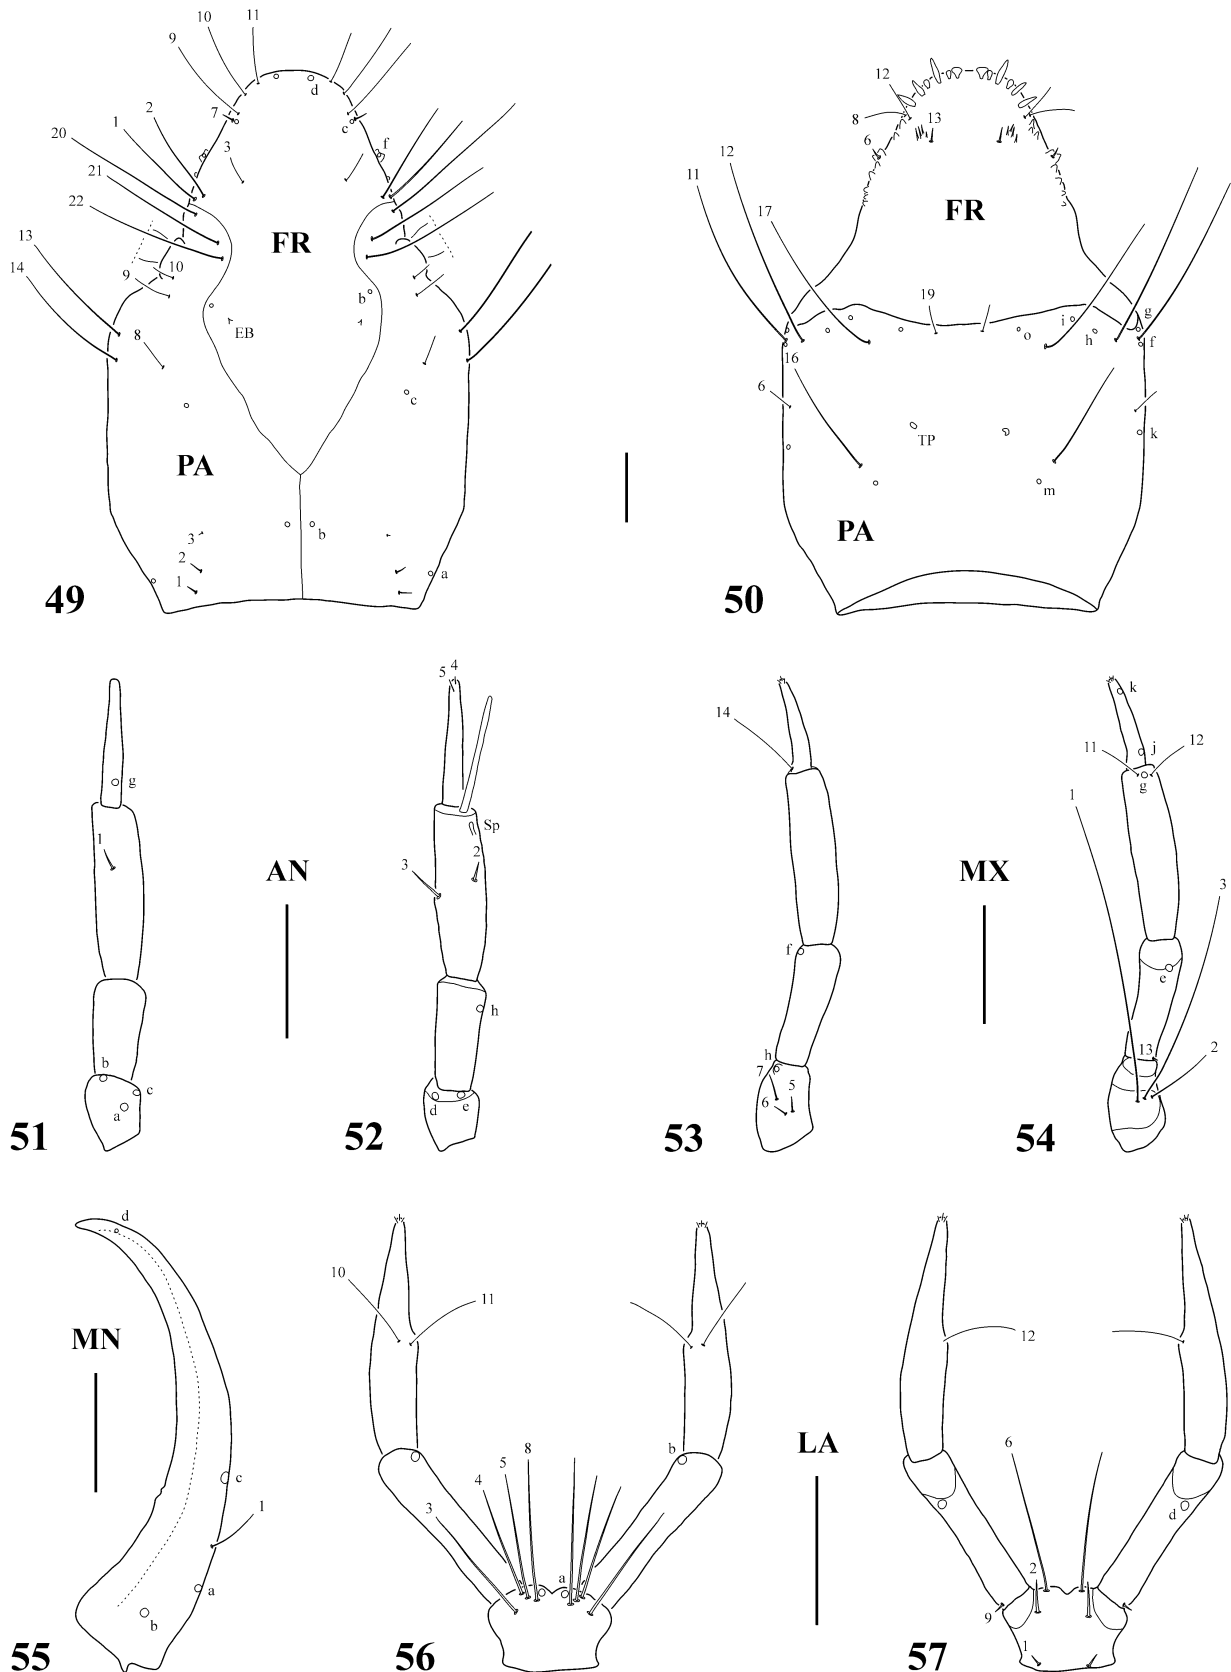 11
10
9
d
7
2
c
1
20
3
f
21
22
FR
13
10
14
9
b
EB
8
c
PA
b
3
2
a
1
49
12
8
13
6
12
11
FR
17
19
g
i
o
h
f
16
6
TP
k
m
PA
50
g
1
AN
b
c
a
51
5 4
Sp
3
2
h
d
e
52
14
MX
f
h
7
5
6
53
k
j
11
12
g
1
3
e
13
2
54
d
MN
c
1
a
b
55
10
11
b
8
5
4
3
a
56
LA
12
6
d
2
9
1
57